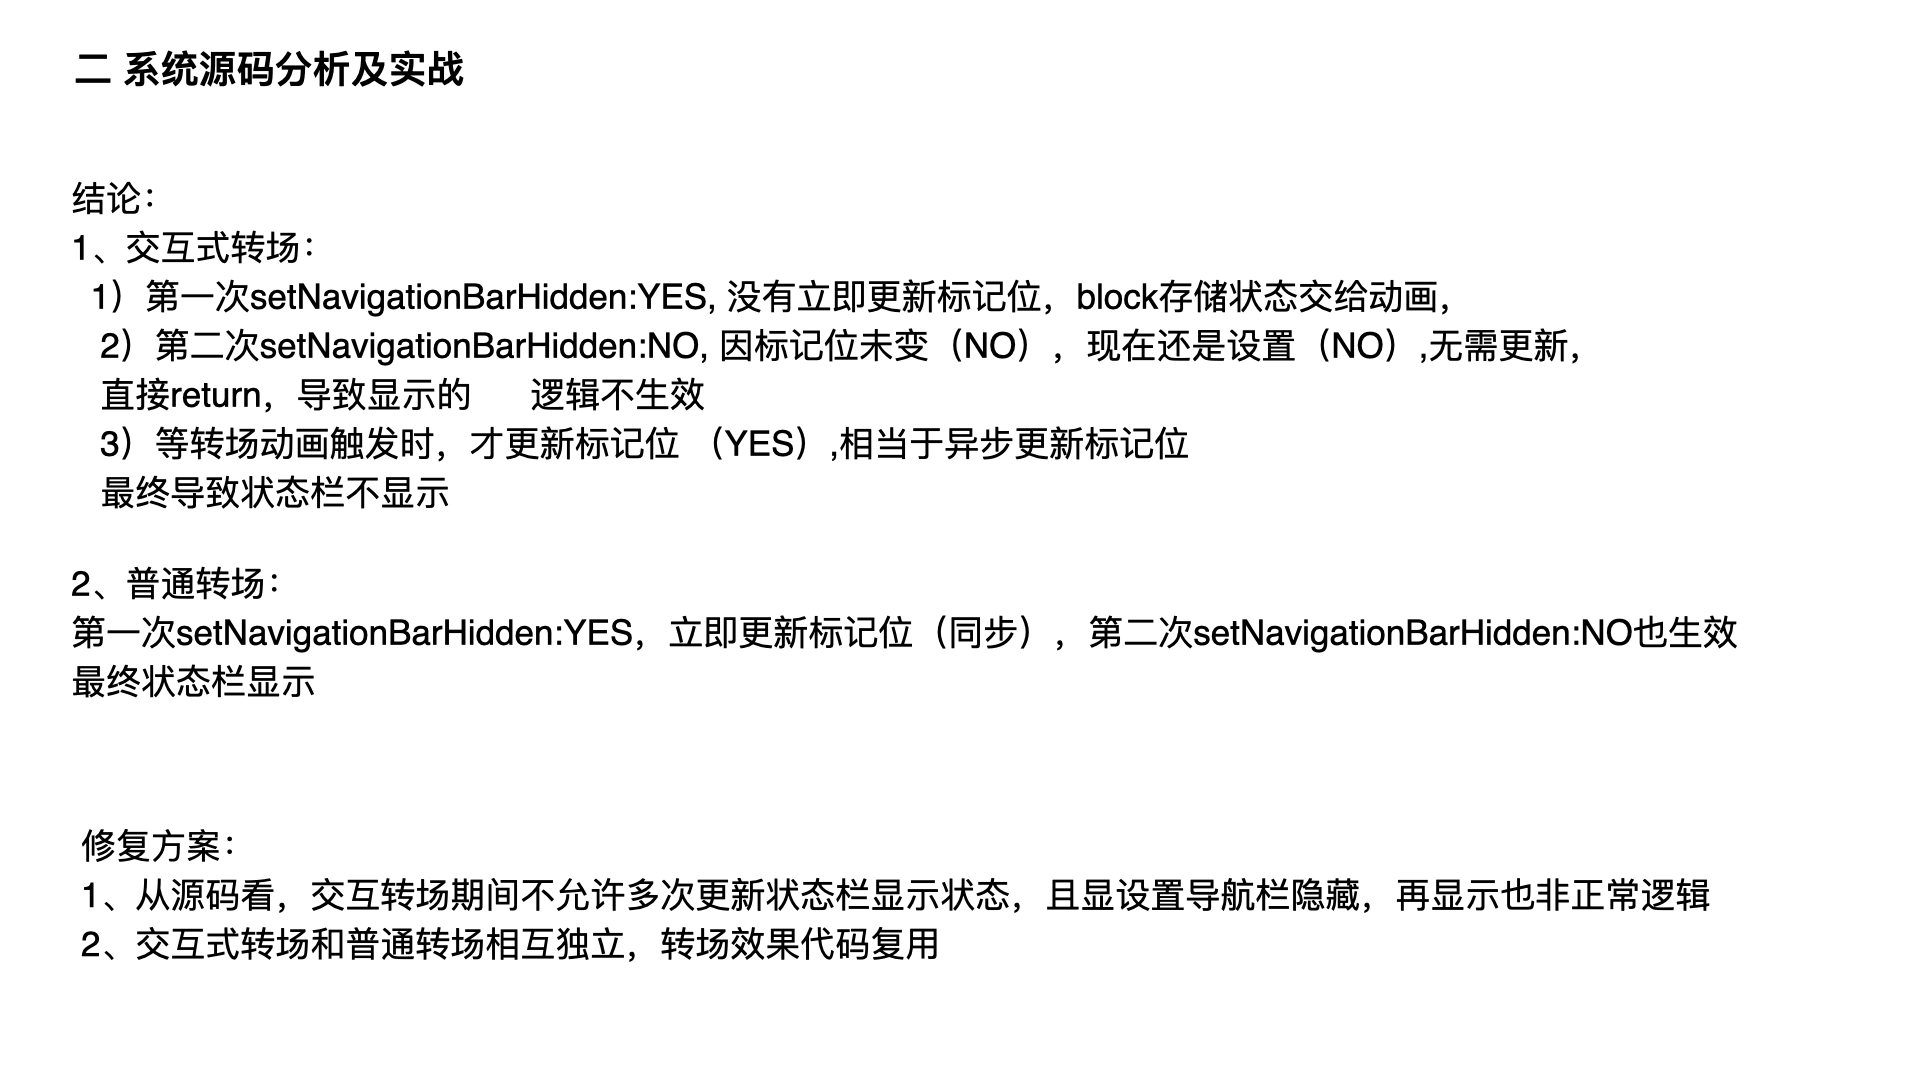 二 系统源码分析及实战
结论：
1、交互式转场：
1）第一次setNavigationBarHidden:YES, 没有立即更新标记位，block存储状态交给动画，
2）第二次setNavigationBarHidden:NO, 因标记位未变（NO），现在还是设置（NO）,无需更新，
直接return，导致显示的 逻辑不生效
3）等转场动画触发时，才更新标记位 （YES）,相当于异步更新标记位
最终导致状态栏不显示
2、普通转场：
第一次setNavigationBarHidden:YES，立即更新标记位（同步），第二次setNavigationBarHidden:NO也生效
最终状态栏显示
修复方案：
1、从源码看，交互转场期间不允许多次更新状态栏显示状态，且显设置导航栏隐藏，再显示也非正常逻辑
2、交互式转场和普通转场相互独立，转场效果代码复用